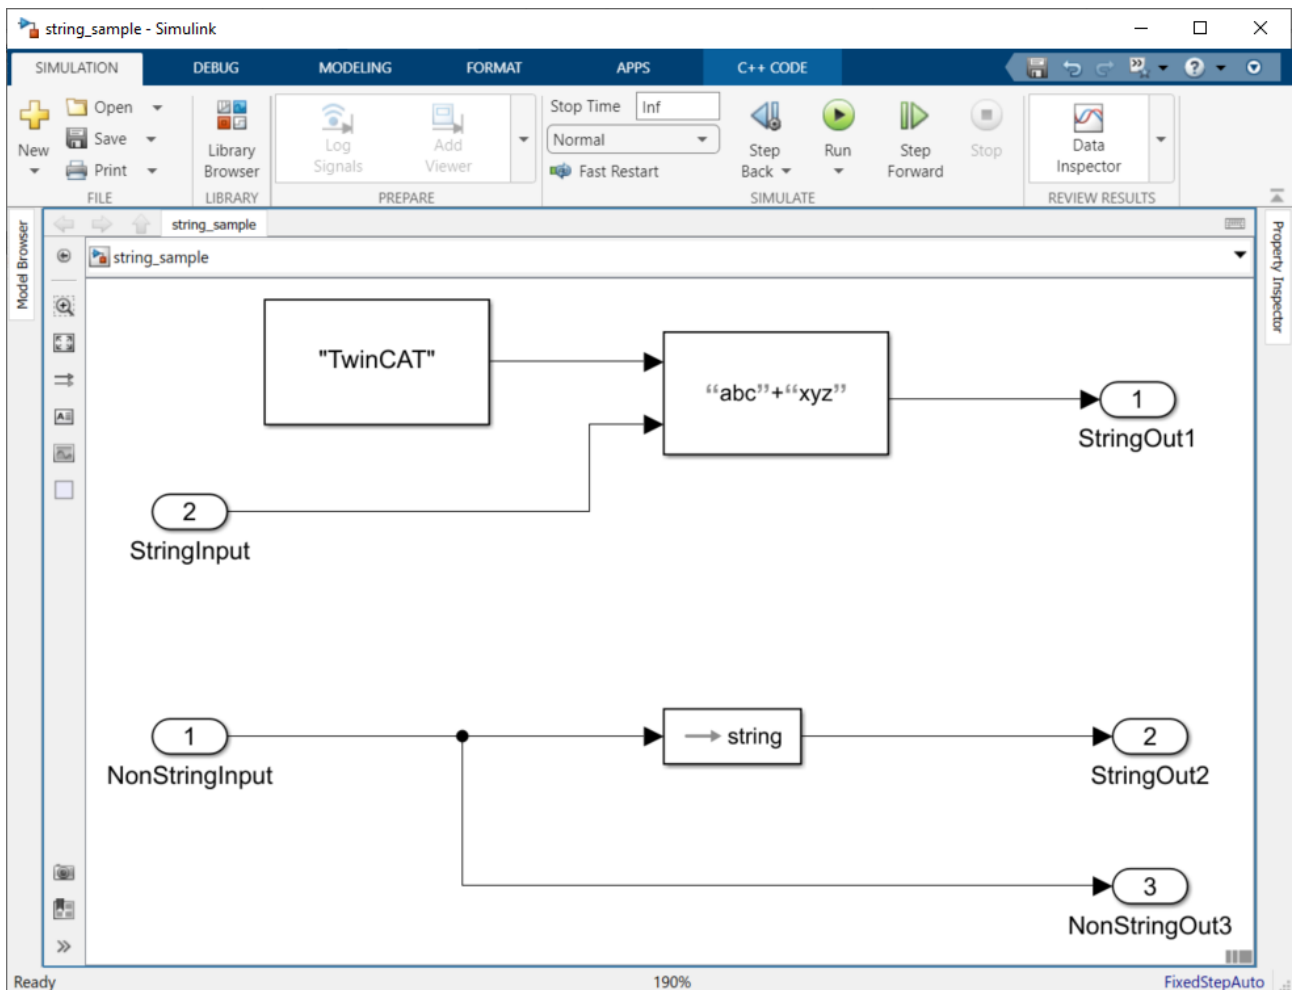 string_sample - Simulink
SIMULATION DEBUG MODELING FORMAT APPS C++ CODE
New
Open
Save
Print
FILE
Library Browser
LIBRARY
Log Signals
Add Viewer
PREPARE
Stop Time Inf
Normal
Fast Restart
Step Back
Run
Step Forward
Stop
SIMULATE
Data Inspector
REVIEW RESULTS
Model Browser
string_sample
string_sample
Property Inspector
"TwinCAT"
“abc”+“xyz”
1
StringOut1
2
StringInput
1
NonStringInput
string
2
StringOut2
3
NonStringOut3
Ready 190% FixedStepAuto